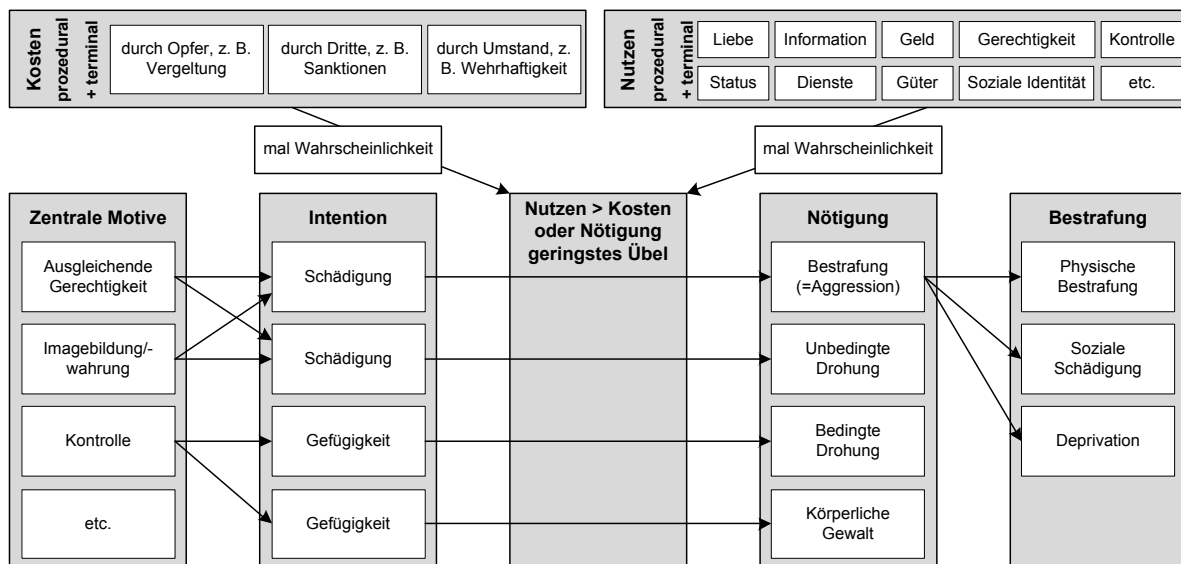 Kosten
prozedural
+ terminal
durch Opfer, z. B.
Vergeltung
durch Dritte, z. B.
Sanktionen
durch Umstand, z.
B. Wehrhaftigkeit
Nutzen
prozedural
+ terminal
Liebe
Information
Geld
Gerechtigkeit
Kontrolle
Status
Dienste
Güter
Soziale Identität
etc.
mal Wahrscheinlichkeit
mal Wahrscheinlichkeit
Zentrale Motive
Ausgleichende
Gerechtigkeit
Imagebildung/-
wahrung
Kontrolle
etc.
Intention
Schädigung
Schädigung
Gefügigkeit
Gefügigkeit
Nutzen > Kosten
oder Nötigung
geringstes Übel
Nötigung
Bestrafung
(=Aggression)
Unbedingte
Drohung
Bedingte
Drohung
Körperliche
Gewalt
Bestrafung
Physische
Bestrafung
Soziale
Schädigung
Deprivation